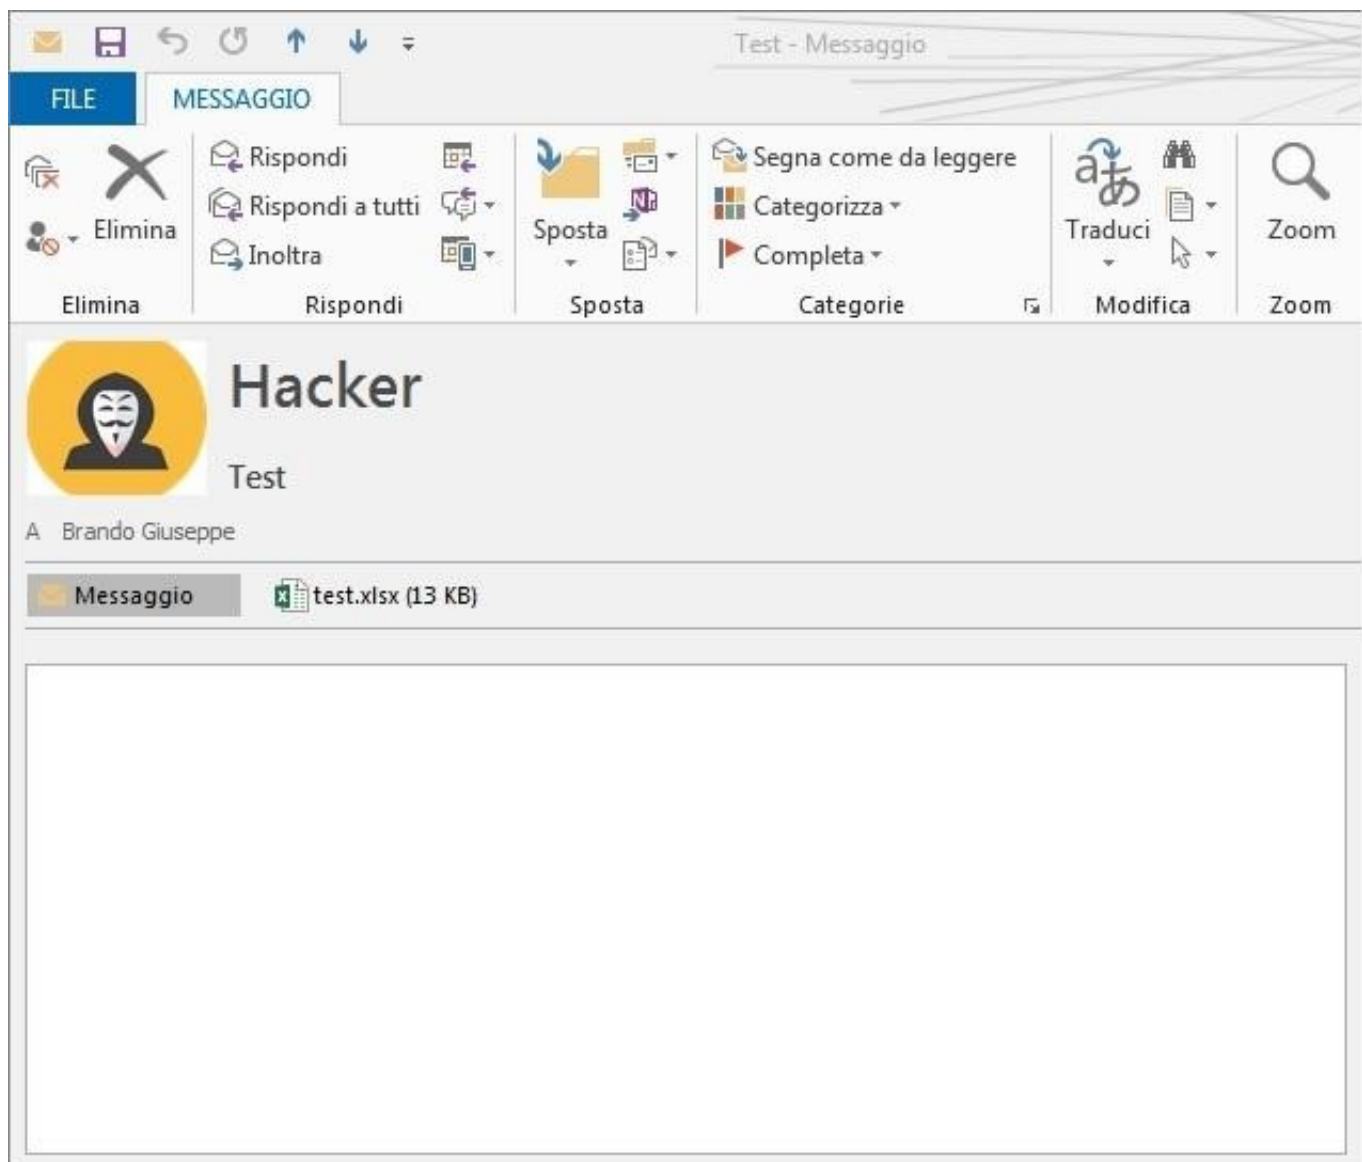 Test - Messaggio
FILE MESSAGGIO
Rispondi Segna come da leggere
Elimina Rispondi a tutti Sposta Categorizza Traduci Zoom
Inoltra Completa
Elimina Rispondi Sposta Categorie Modifica Zoom
Hacker
Test
A Brando Giuseppe
Messaggio test.xlsx (13 KB)